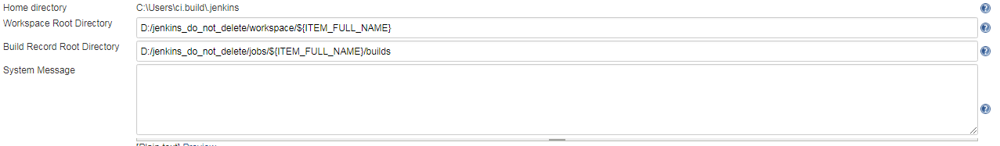 Home directory C:\Users\ci.build\.jenkins
Workspace Root Directory D:/jenkins_do_not_delete/workspace/${ITEM_FULL_NAME}
Build Record Root Directory D:/jenkins_do_not_delete/jobs/${ITEM_FULL_NAME}/builds
System Message
[Plain text] Preview